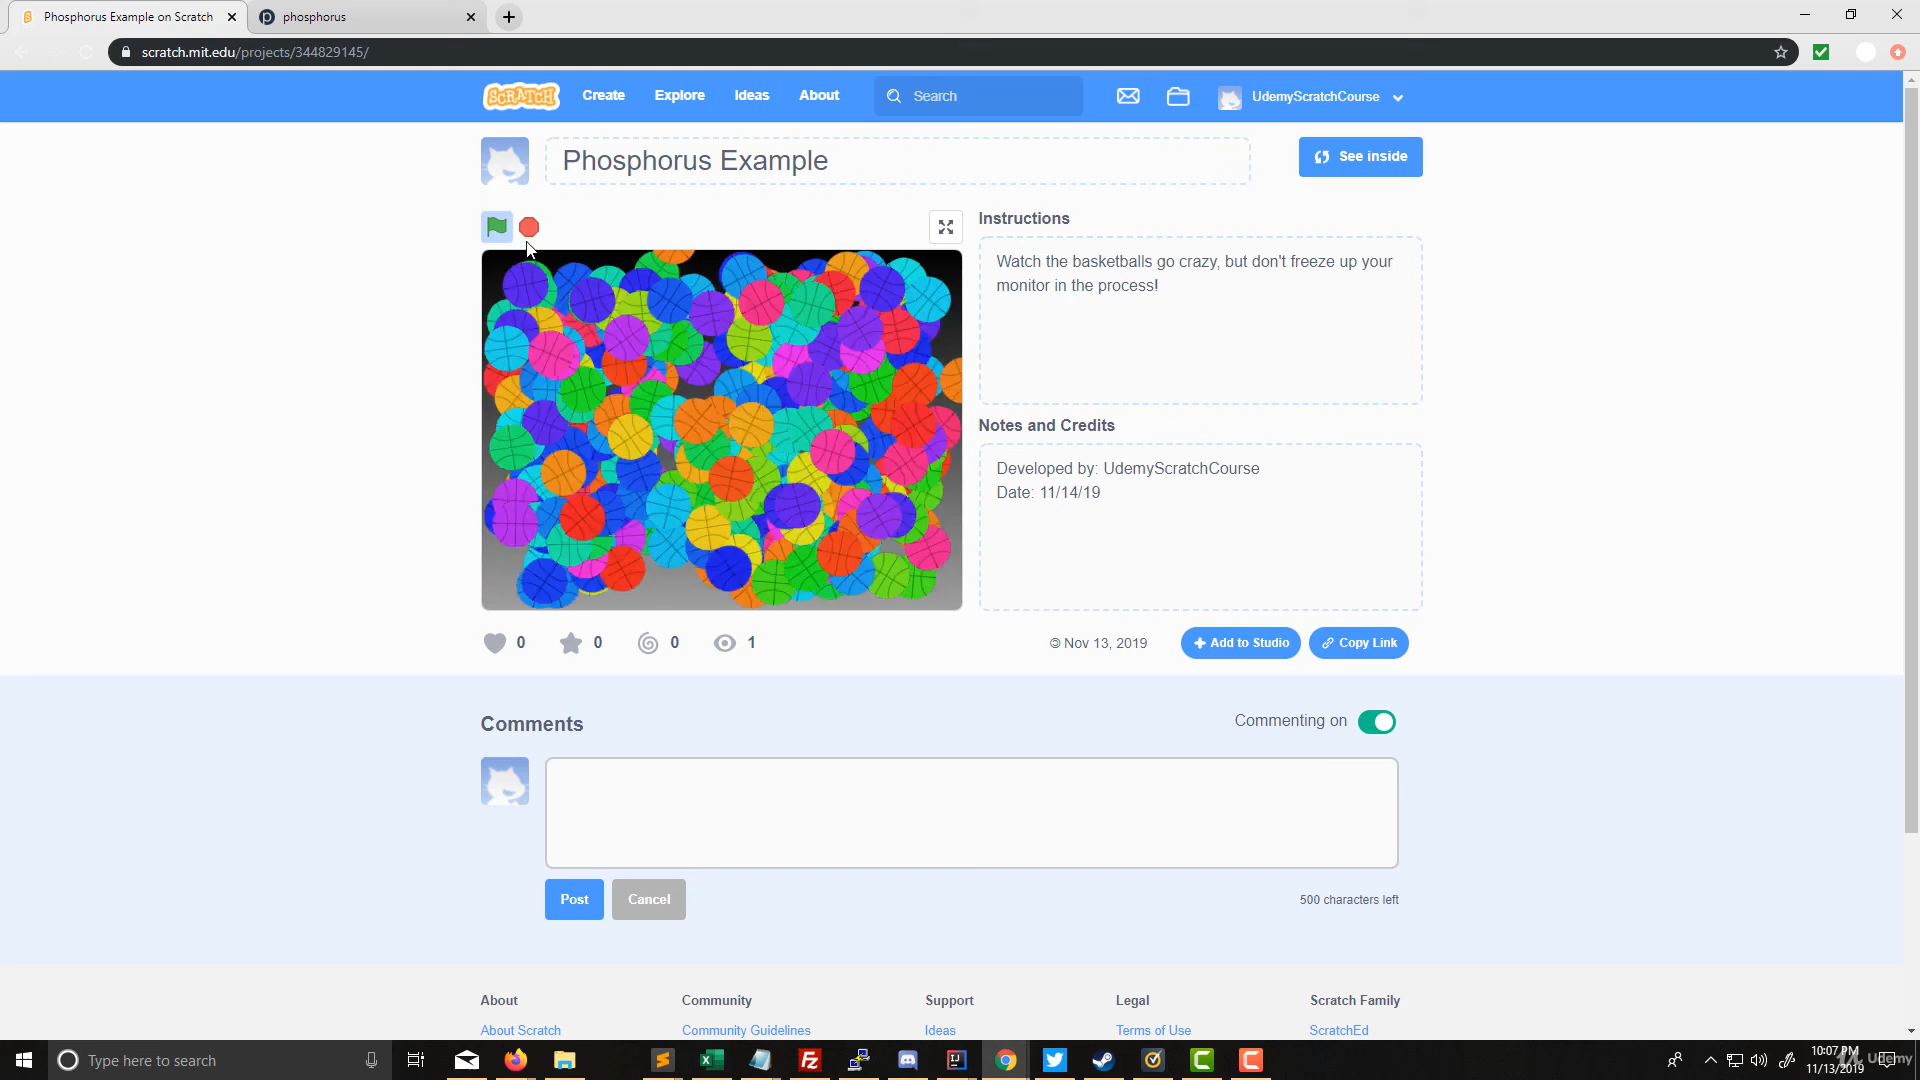 Phosphorus Example on Scratch
phosphorus
scratch.mit.edu/projects/344829145/
SCRATCH
Create
Explore
Ideas
About
Search
UdemyScratchCourse
Phosphorus Example
See inside
Instructions
Watch the basketballs go crazy, but don't freeze up your
monitor in the process!
Notes and Credits
Developed by: UdemyScratchCourse
Date: 11/14/19
0
0
0
1
© Nov 13, 2019
Add to Studio
Copy Link
Comments
Commenting on
Post
Cancel
500 characters left
About
Community
Support
Legal
Scratch Family
About Scratch
Community Guidelines
Ideas
Terms of Use
ScratchEd
Type here to search
10:07 PM
11/13/2019
Udemy